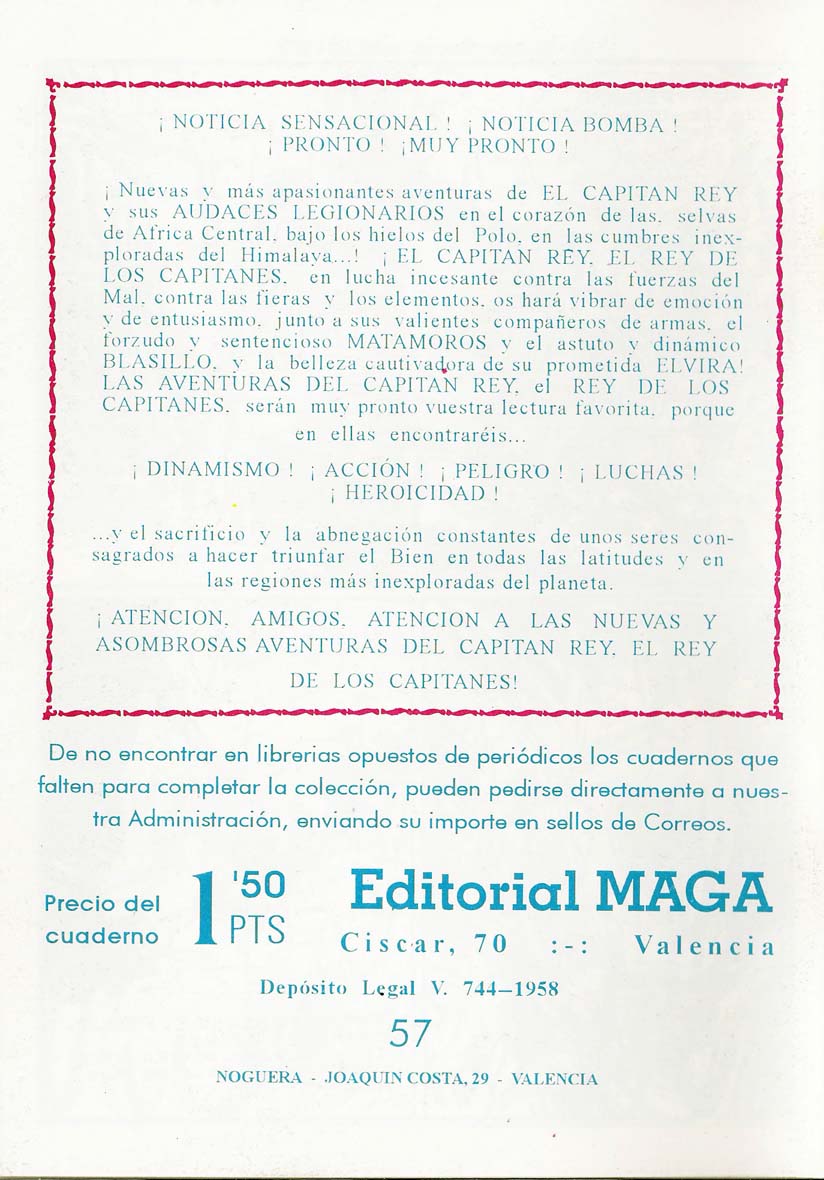 ¡ NOTICIA SENSACIONAL ! ¡ NOTICIA BOMBA !
¡ PRONTO ! ¡MUY PRONTO !
¡ Nuevas y más apasionantes aventuras de EL CAPITAN REY
y sus AUDACES LEGIONARIOS en el corazón de las. selvas
de Africa Central. bajo los hielos del Polo. en las cumbres inex-
ploradas del Himalaya...! ¡ EL CAPITAN REY. EL REY DE
LOS CAPITANES. en lucha incesante contra las fuerzas del
Mal. contra las fieras y los elementos. os hará vibrar de emoción
y de entusiasmo. junto a sus valientes compañeros de armas. el
forzudo y sentencioso MATAMOROS y el astuto y dinámico
BLASILLO. y la belleza cautivadora de su prometida ELVIRA!
LAS AVENTURAS DEL CAPITAN REY. el REY DE LOS
CAPITANES. serán muy pronto vuestra lectura favorita. porque
en ellas encontraréis...
¡ DINAMISMO ! ¡ ACCIÓN ! ¡ PELIGRO ! ¡ LUCHAS !
¡ HEROICIDAD !
...y el sacrificio y la abnegación constantes de unos seres con-
sagrados a hacer triunfar el Bien en todas las latitudes y en
las regiones más inexploradas del planeta.
¡ ATENCION. AMIGOS. ATENCION A LAS NUEVAS Y
ASOMBROSAS AVENTURAS DEL CAPITAN REY. EL REY
DE LOS CAPITANES!
De no encontrar en librerias opuestos de periódicos los cuadernos que
falten para completar la colección, pueden pedirse directamente a nues-
tra Administración, enviando su importe en sellos de Correos.
Precio del cuaderno 1'50 PTS
Editorial MAGA
Ciscar, 70 :-: Valencia
Depósito Legal V. 744—1958
57
NOGUERA - JOAQUIN COSTA, 29 - VALENCIA